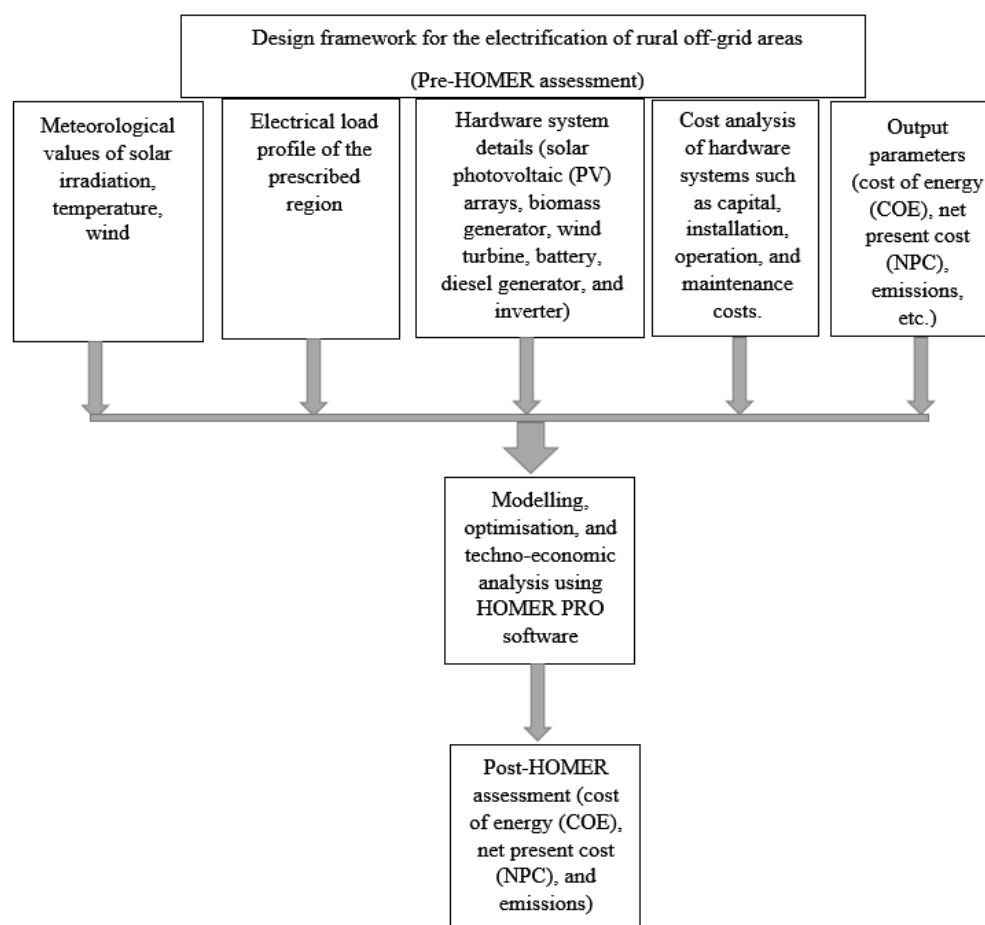 Design framework for the electrification of rural off-grid areas
(Pre-HOMER assessment)
Meteorological
values of solar
irradiation,
temperature,
wind
Electrical load
profile of the
prescribed
region
Hardware system
details (solar
photovoltaic (PV)
arrays, biomass
generator, wind
turbine, battery,
diesel generator, and
inverter)
Cost analysis
of hardware
systems such
as capital,
installation,
operation, and
maintenance
costs.
Output
parameters
(cost of energy
(COE), net
present cost
(NPC),
emissions,
etc.)
Modelling,
optimisation, and
techno-economic
analysis using
HOMER PRO
software
Post-HOMER
assessment (cost
of energy (COE),
net present cost
(NPC), and
emissions)